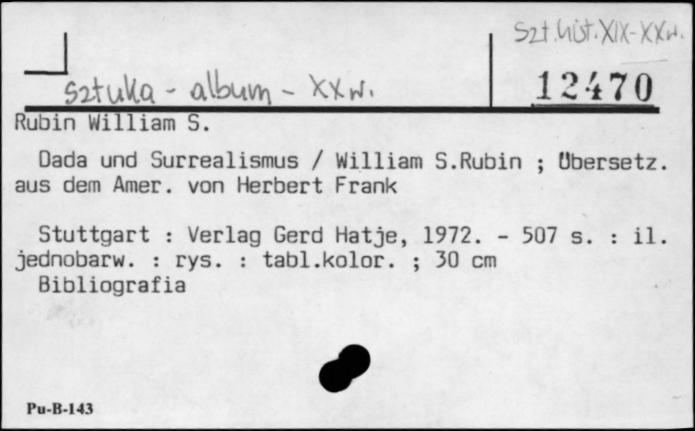 Szt. hist. XIX-XXw.
Sztuka - album - XXw.
12470
Rubin William S.
Dada und Surrealismus / William S.Rubin ; Übersetz.
aus dem Amer. von Herbert Frank
Stuttgart : Verlag Gerd Hatje, 1972. - 507 s. : il.
jednobarw. : rys. : tabl.kolor. ; 30 cm
Bibliografia
Pu-B-143